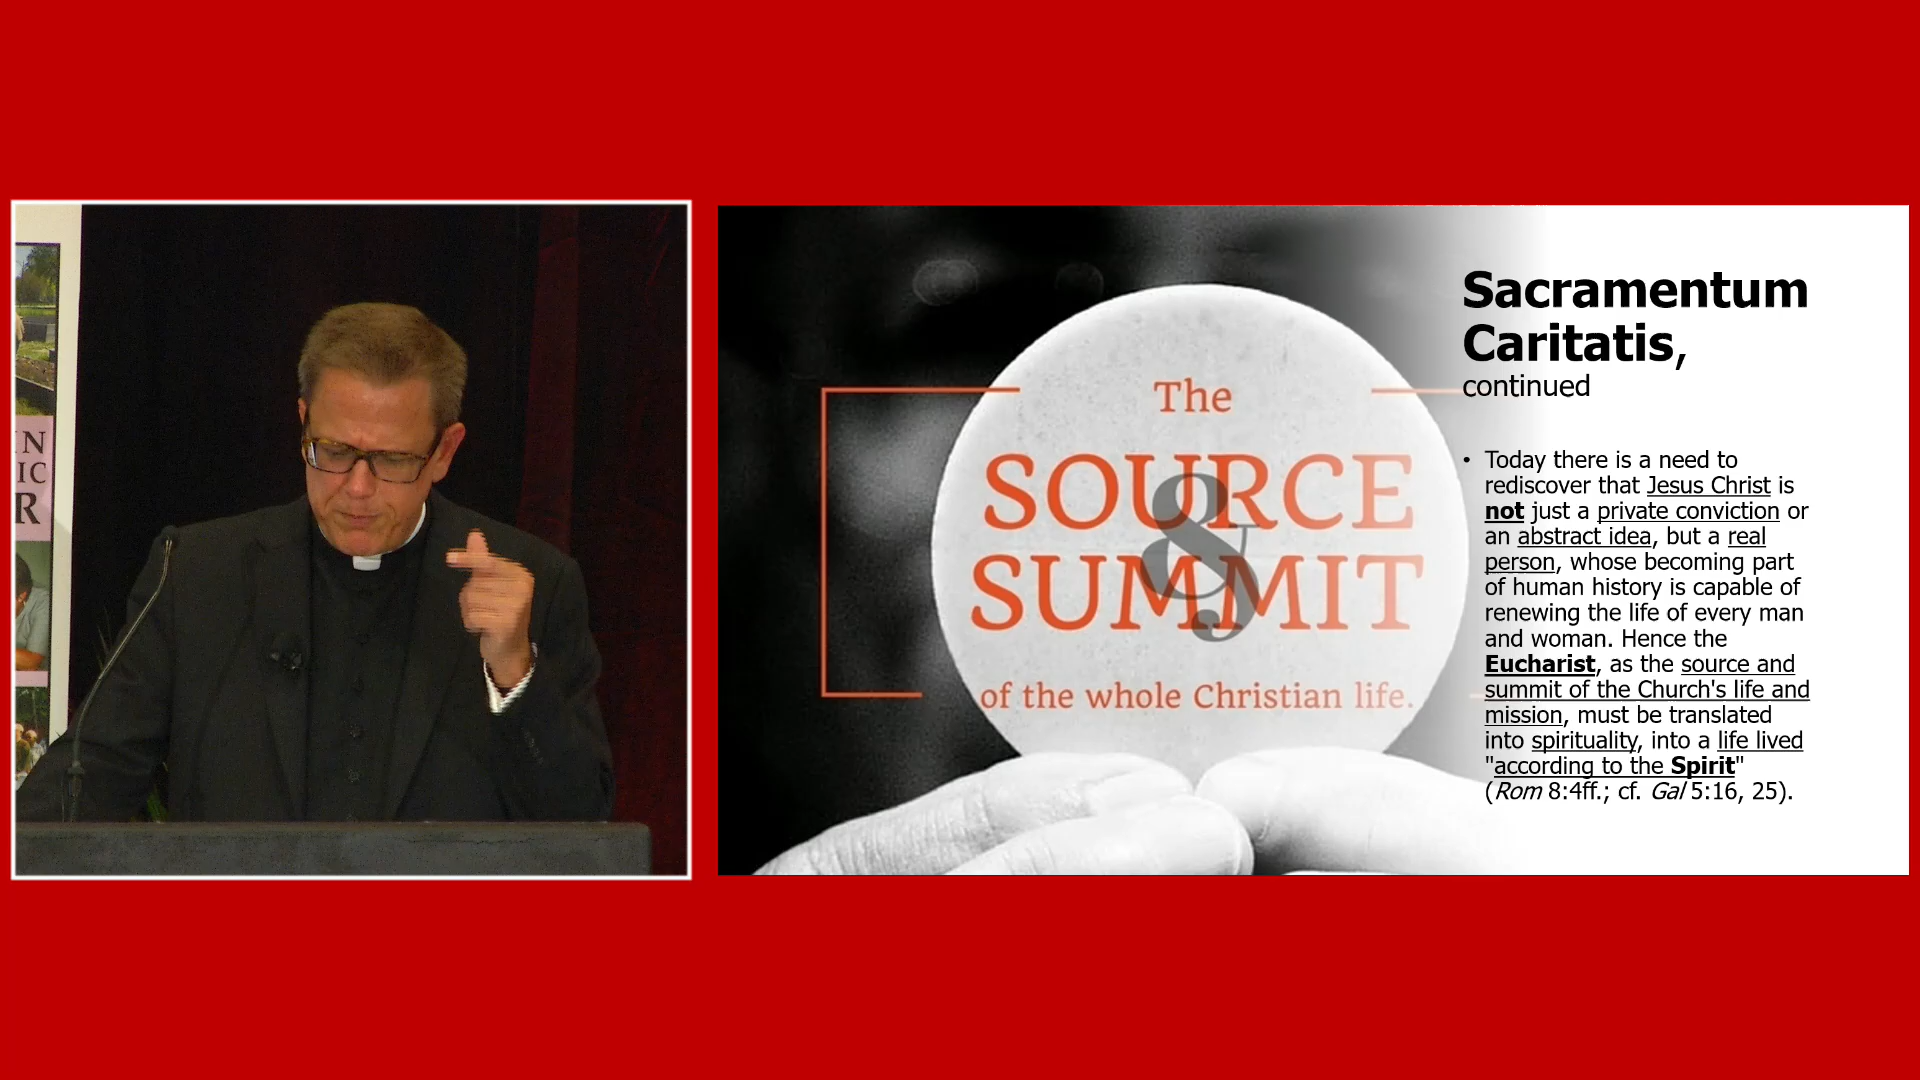 IN
IC
R
The
SOURCE
&
SUMMIT
of the whole Christian life.
Sacramentum
Caritatis,
continued
• Today there is a need to
rediscover that Jesus Christ is
not just a private conviction or
an abstract idea, but a real
person, whose becoming part
of human history is capable of
renewing the life of every man
and woman. Hence the
Eucharist, as the source and
summit of the Church's life and
mission, must be translated
into spirituality, into a life lived
"according to the Spirit"
(Rom 8:4ff.; cf. Gal 5:16, 25).